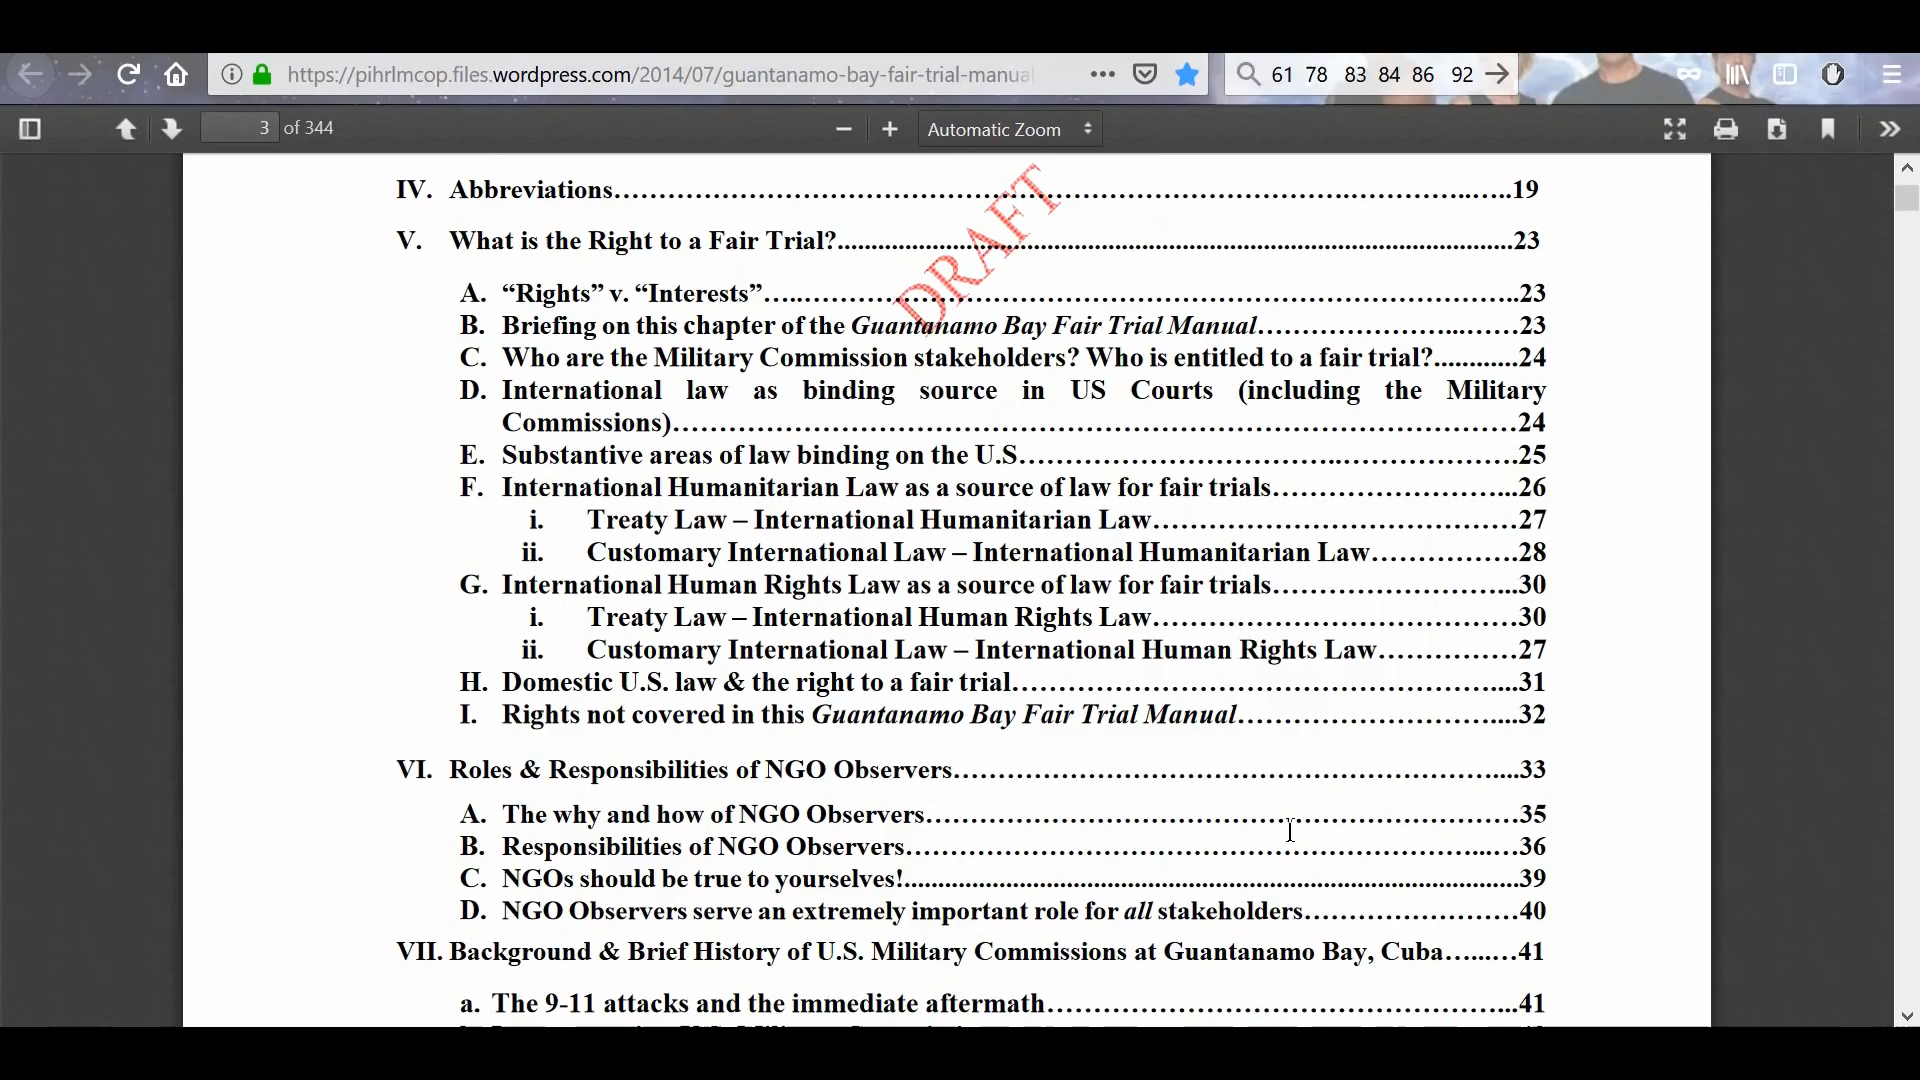 https://pihrlmcop.files.wordpress.com/2014/07/guantanamo-bay-fair-trial-manual
61 78 83 84 86 92
3 of 344
Automatic Zoom
DRAFT
IV. Abbreviations……………………………………………………………………………………..…..19
V. What is the Right to a Fair Trial?....................................................................................................23
A. “Rights” v. “Interests”…..…………………………………………………………………………..23
B. Briefing on this chapter of the Guantanamo Bay Fair Trial Manual…………………...……23
C. Who are the Military Commission stakeholders? Who is entitled to a fair trial?............24
D. International law as binding source in US Courts (including the Military
Commissions)……………………………………………………………………………………24
E. Substantive areas of law binding on the U.S………………………………..…………………25
F. International Humanitarian Law as a source of law for fair trials……………………...26
i. Treaty Law – International Humanitarian Law……………………………………27
ii. Customary International Law – International Humanitarian Law……………28
G. International Human Rights Law as a source of law for fair trials……………………...30
i. Treaty Law – International Human Rights Law……………………………………30
ii. Customary International Law – International Human Rights Law……………27
H. Domestic U.S. law & the right to a fair trial………………………………………………....31
I. Rights not covered in this Guantanamo Bay Fair Trial Manual………………………...32
VI. Roles & Responsibilities of NGO Observers…………………………………………………....33
A. The why and how of NGO Observers…………………………………………………………35
B. Responsibilities of NGO Observers………………………………………………………...…36
C. NGOs should be true to yourselves!...........................................................................................39
D. NGO Observers serve an extremely important role for all stakeholders……………………40
VII. Background & Brief History of U.S. Military Commissions at Guantanamo Bay, Cuba…...…41
a. The 9-11 attacks and the immediate aftermath………………………………………………...41